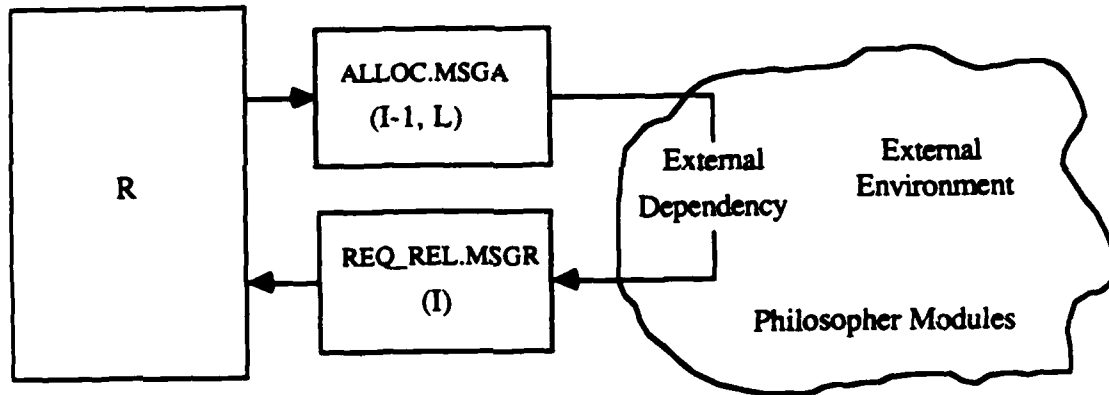 R
ALLOC.MSGA
(I-1, L)
REQ_REL.MSGR
(I)
External
Dependency
External
Environment
Philosopher Modules